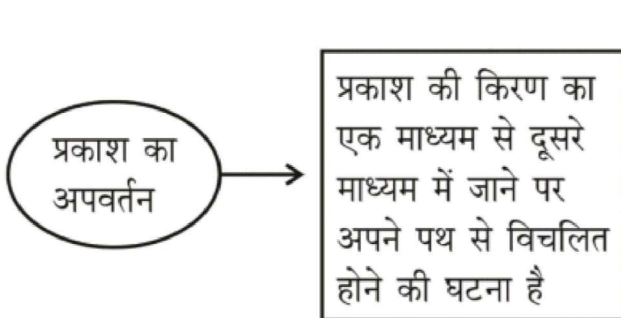 प्रकाश का
अपवर्तन
प्रकाश की किरण का
एक माध्यम से दूसरे
माध्यम में जाने पर
अपने पथ से विचलित
होने की घटना है